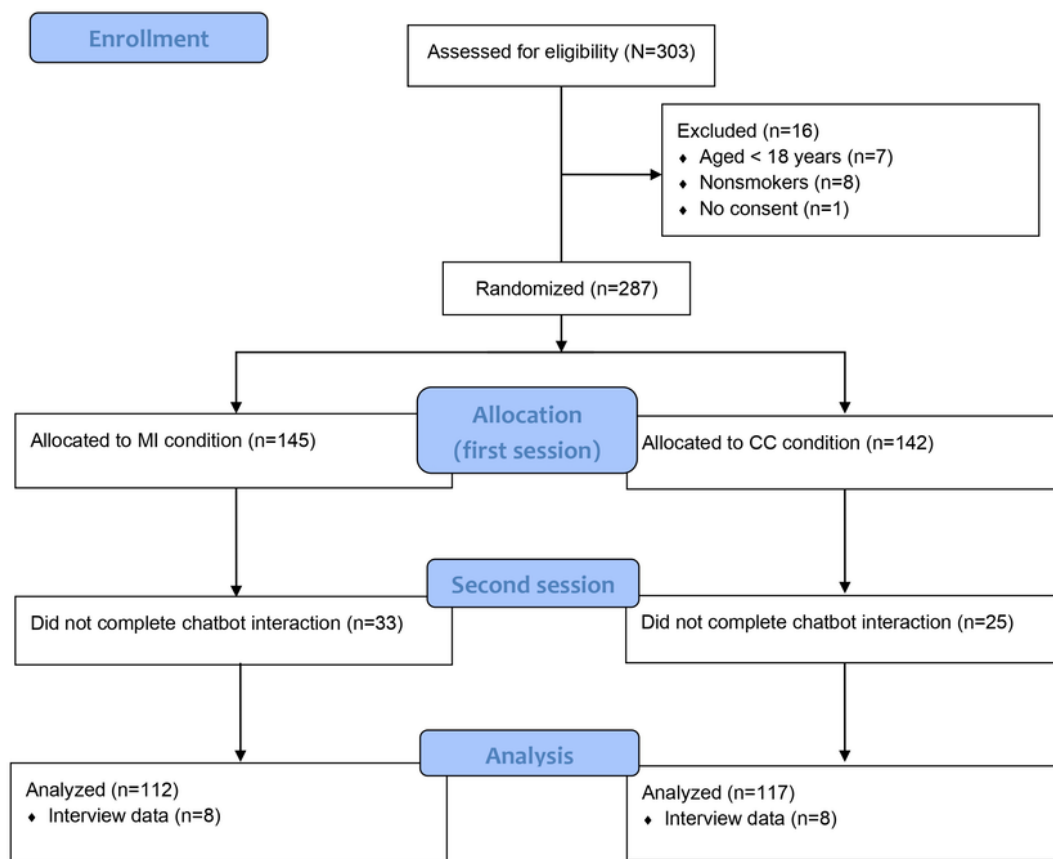 Enrollment
Assessed for eligibility (N=303)
Excluded (n=16)
♦ Aged < 18 years (n=7)
♦ Nonsmokers (n=8)
♦ No consent (n=1)
Randomized (n=287)
Allocation
(first session)
Allocated to MI condition (n=145)
Allocated to CC condition (n=142)
Second session
Did not complete chatbot interaction (n=33)
Did not complete chatbot interaction (n=25)
Analysis
Analyzed (n=112)
♦ Interview data (n=8)
Analyzed (n=117)
♦ Interview data (n=8)